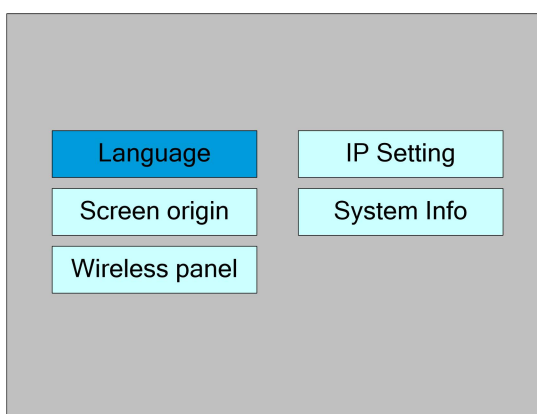 Language
IP Setting
Screen origin
System Info
Wireless panel